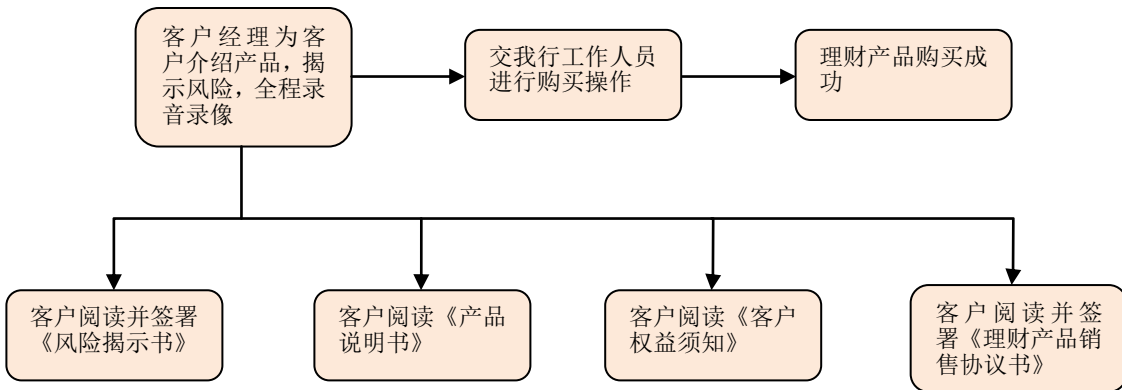 客户经理为客
户介绍产品，揭
示风险，全程录
音录像
交我行工作人员
进行购买操作
理财产品购买成
功
客户阅读并签署
《风险揭示书》
客户阅读《产品
说明书》
客户阅读《客户
权益须知》
客户阅读并签
署《理财产品销
售协议书》